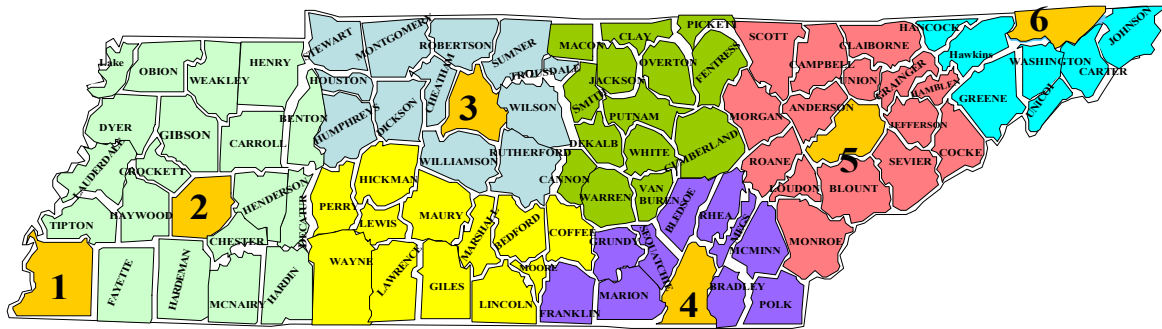 STEWART
MONTGOMERY
ROBERTSON
SUMNER
MACON
CLAY
PICKETT
SCOTT
CLAIBORNE
HANCOCK
6
JOHNSON
Lake
OBION
WEAKLEY
HENRY
HOUSTON
CHEATHAM
TROUSDALE
JACKSON
OVERTON
FENTRESS
CAMPBELL
UNION
GRAINGER
Hawkins
WASHINGTON
CARTER
DYER
GIBSON
BENTON
HUMPHREYS
DICKSON
3
WILSON
SMITH
PUTNAM
MORGAN
ANDERSON
HAMBLEN
GREENE
UNICOI
LAUDERDALE
CROCKETT
CARROLL
WILLIAMSON
RUTHERFORD
DEKALB
WHITE
CUMBERLAND
ROANE
5
JEFFERSON
COCKE
TIPTON
HAYWOOD
2
HENDERSON
DECATUR
PERRY
HICKMAN
LEWIS
MAURY
MARSHALL
BEDFORD
CANNON
COFFEE
WARREN
VAN
BUREN
BLEDSOE
RHEA
MEGS
LOUDON
BLOUNT
SEVIER
1
FAYETTE
HARDEMAN
CHESTER
MCNAIRY
HARDIN
WAYNE
LAWRENCE
GILES
LINCOLN
MOORE
FRANKLIN
GRUNDY
SEQUATCHIE
MARION
4
MCMINN
BRADLEY
POLK
MONROE